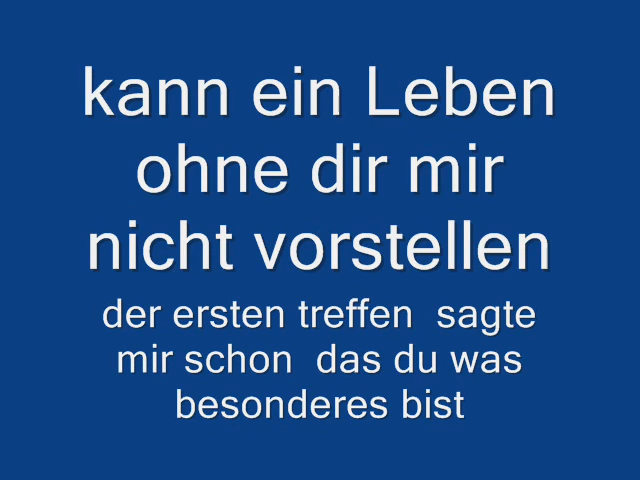 kann ein Leben
ohne dir mir
nicht vorstellen
der ersten treffen  sagte
mir schon  das du was
besonderes bist